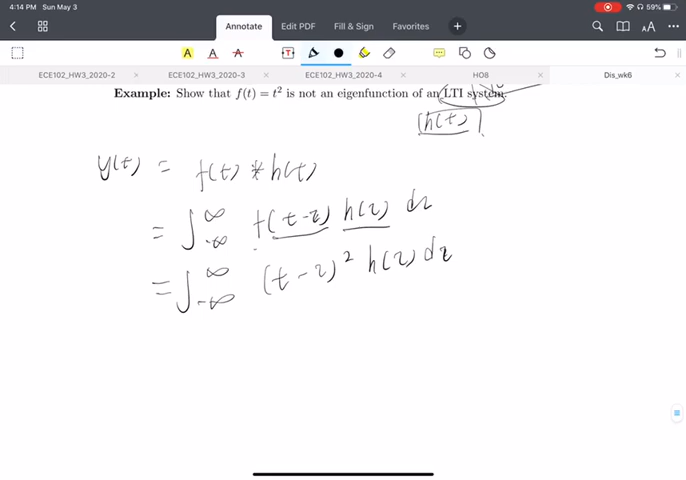 4:14 PM Sun May 3
59%
Annotate Edit PDF Fill & Sign Favorites
ECE102_HW3_2020-2 ECE102_HW3_2020-3 ECE102_HW3_2020-4 HO8 Dis_wk6
Example: Show that f(t) = t² is not an eigenfunction of an LTI system.
h(t)
y(t) = f(t) * h(t)
= ∫_{-∞}^{∞} f(t-τ) h(τ) dτ
= ∫_{-∞}^{∞} (t-τ)² h(τ) dτ